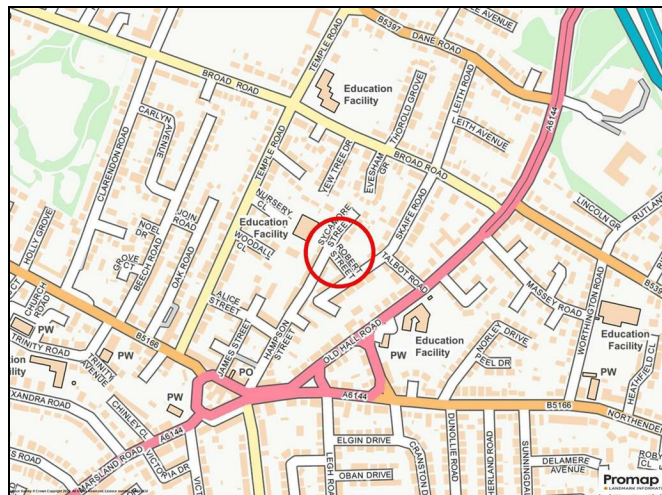 B5397
DANE ROAD
AVENUE
TEMPLE ROAD
BROAD ROAD
Education
Facility
THOROLD GROVE
LEITH ROAD
LEITH AVENUE
A6144
CARLYN
AVENUE
CLARENDON ROAD
TEMPLE ROAD
YEW TREE DR
EVESHAM
GR
BROAD ROAD
NURSERY
CL
Education
Facility
SYCAMORE
STREET
ROBERT
STREET
SKAIFE ROAD
TALBOT ROAD
LINCOLN GR
RUTLAN
B5397
HOLLY GROVE
NOEL
DR
JOIN
ROAD
GROVE
CT
BEECH ROAD
OAK ROAD
WOODALL
CL
CHURCH
ROAD
PW
ALICE
STREET
MASSEY ROAD
WORTHINGTON ROAD
Education
Facility
TRINITY ROAD
B5166
PW
JAMES STREET
HAMPSON
STREET
OLD HALL ROAD
Education
Facility
NORLEY DRIVE
PEEL DR
PW
TRINITY
AVENUE
PO
PW
HEATHFIELD CL
PW
CHINLEY CL
A6144
B5166
NORTHENDEN
MARSLAND ROAD
A6144
VICTORIA DR
ELGIN DRIVE
LEIGH ROAD
OBAN DRIVE
CRANSTON
DUNOLLIE ROAD
SUNNINGDALE
DELAMERE
AVENUE
Promap
LANDMARK INFORMATION